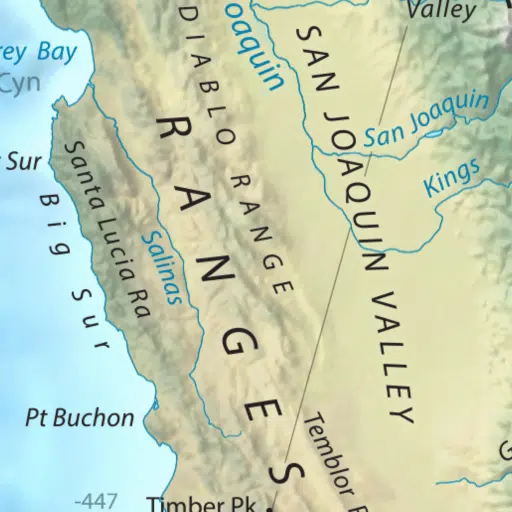 Valley
rey Bay
Cyn
DIABLO RANGE
oaquin
SAN JOAQUIN VALLEY
San Joaquin
Kings
Sur
Big Sur
Santa Lucia Ra
Salinas
RANGES
Pt Buchon
Temblor
-447
Timber Pk